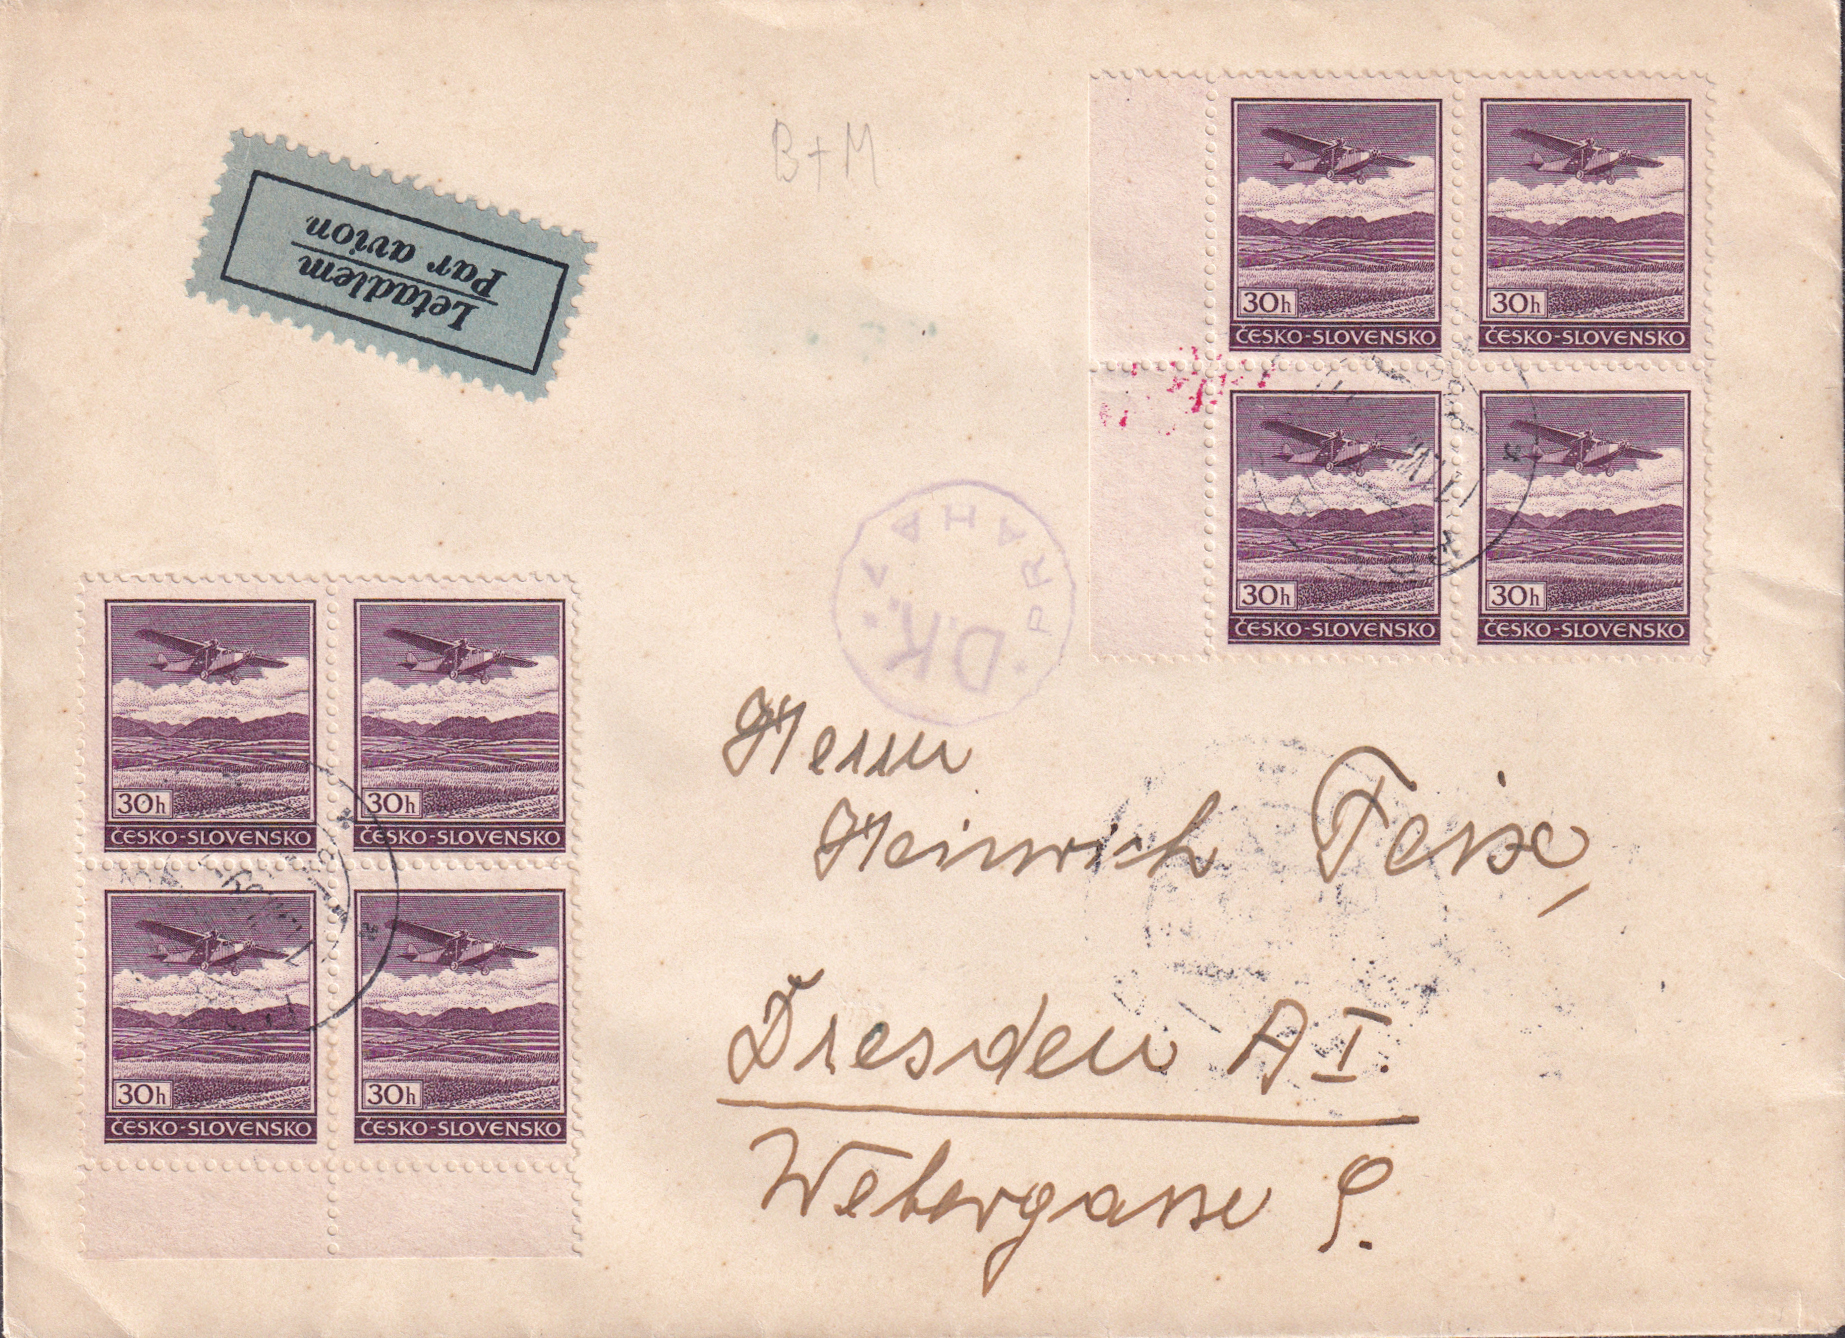 B+M
Letadlem
Par avion
30h
ČESKO-SLOVENSKO
30h
ČESKO-SLOVENSKO
30h
ČESKO-SLOVENSKO
30h
ČESKO-SLOVENSKO
PRAHA
D.K.
30h
ČESKO-SLOVENSKO
30h
ČESKO-SLOVENSKO
30h
ČESKO-SLOVENSKO
30h
ČESKO-SLOVENSKO
Herrn
Heinrich
Dresden A I.
Webergasse